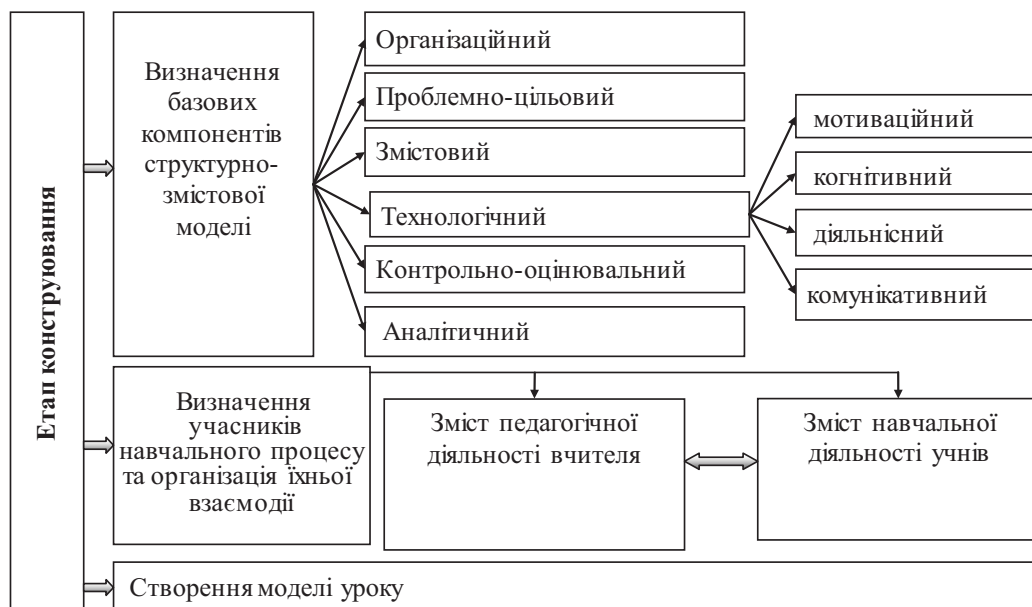 Етап конструювання
Визначення
базових
компонентів
структурно-
змістової
моделі
Організаційний
Проблемно-цільовий
Змістовий
Технологічний
Контрольно-оцінювальний
Аналітичний
мотиваційний
когнітивний
діяльнісний
комунікативний
Визначення
учасників
навчального процесу
та організація їхньої
взаємодії
Зміст педагогічної
діяльності вчителя
Зміст навчальної
діяльності учнів
Створення моделі уроку